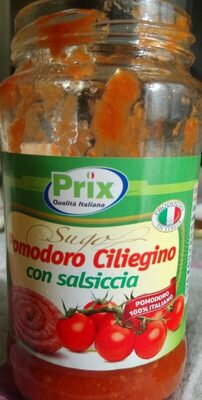 Prix
Qualità Italiana
Sugo
Pomodoro Ciliegino
con salsiccia
POMODORO
100% ITALIANO